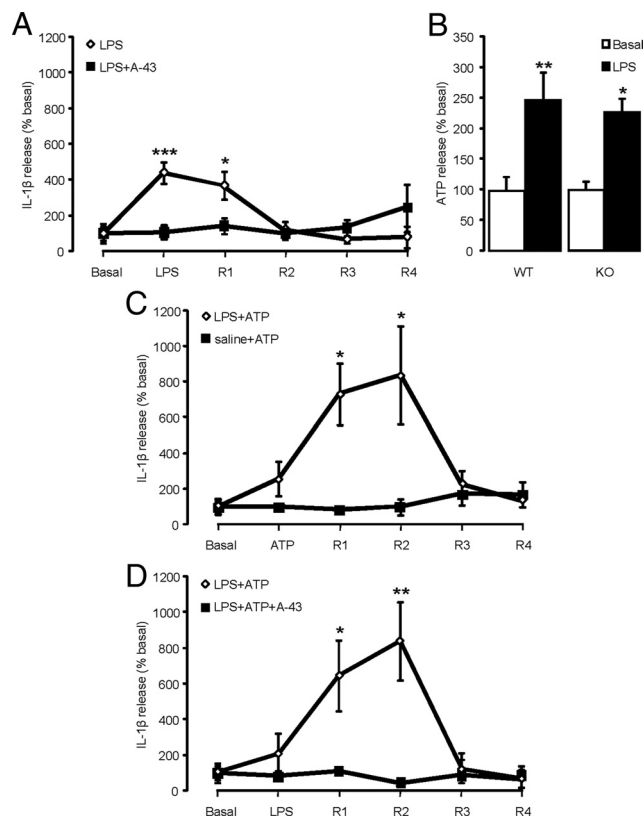 A
LPS
LPS+A-43
IL-1β release (% basal)
1200
1000
800
600
400
200
0
***
*
Basal LPS R1 R2 R3 R4
B
Basal
LPS
ATP release (% basal)
350
300
250
200
150
100
50
0
**
*
WT KO
C
LPS+ATP
saline+ATP
IL-1β release (% basal)
1200
1000
800
600
400
200
0
*
*
Basal ATP R1 R2 R3 R4
D
LPS+ATP
LPS+ATP+A-43
IL-1β release (% basal)
1200
1000
800
600
400
200
0
*
**
Basal LPS R1 R2 R3 R4